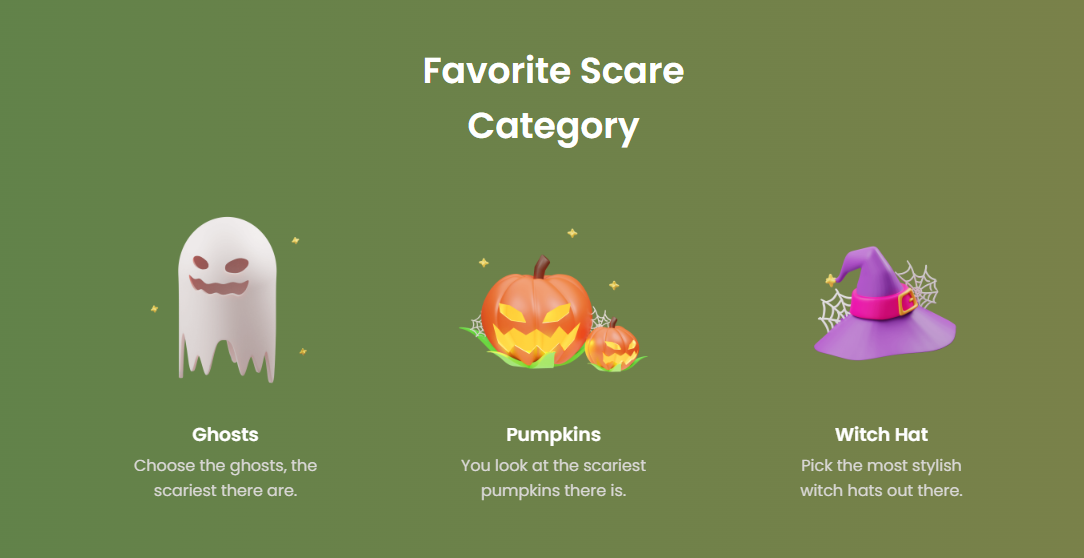 Favorite Scare
Category
Ghosts
Choose the ghosts, the
scariest there are.
Pumpkins
You look at the scariest
pumpkins there is.
Witch Hat
Pick the most stylish
witch hats out there.